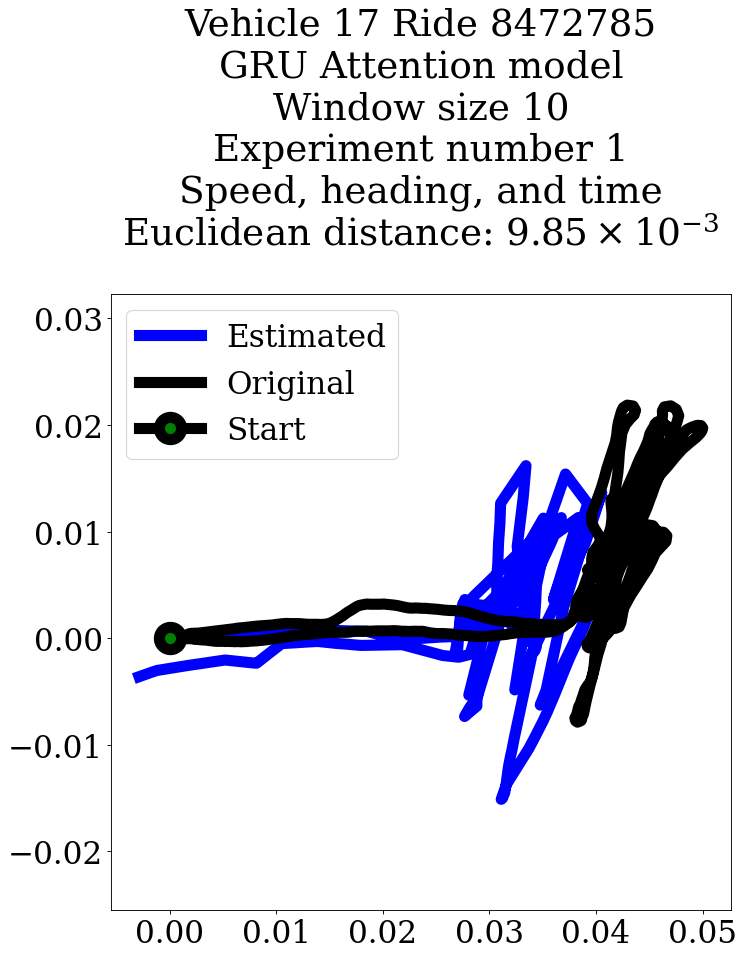 Vehicle 17 Ride 8472785
GRU Attention model
Window size 10
Experiment number 1
Speed, heading, and time
Euclidean distance: 9.85 × 10⁻³
0.03
Estimated
Original
Start
0.02
0.01
0.00
−0.01
−0.02
0.00 0.01 0.02 0.03 0.04 0.05